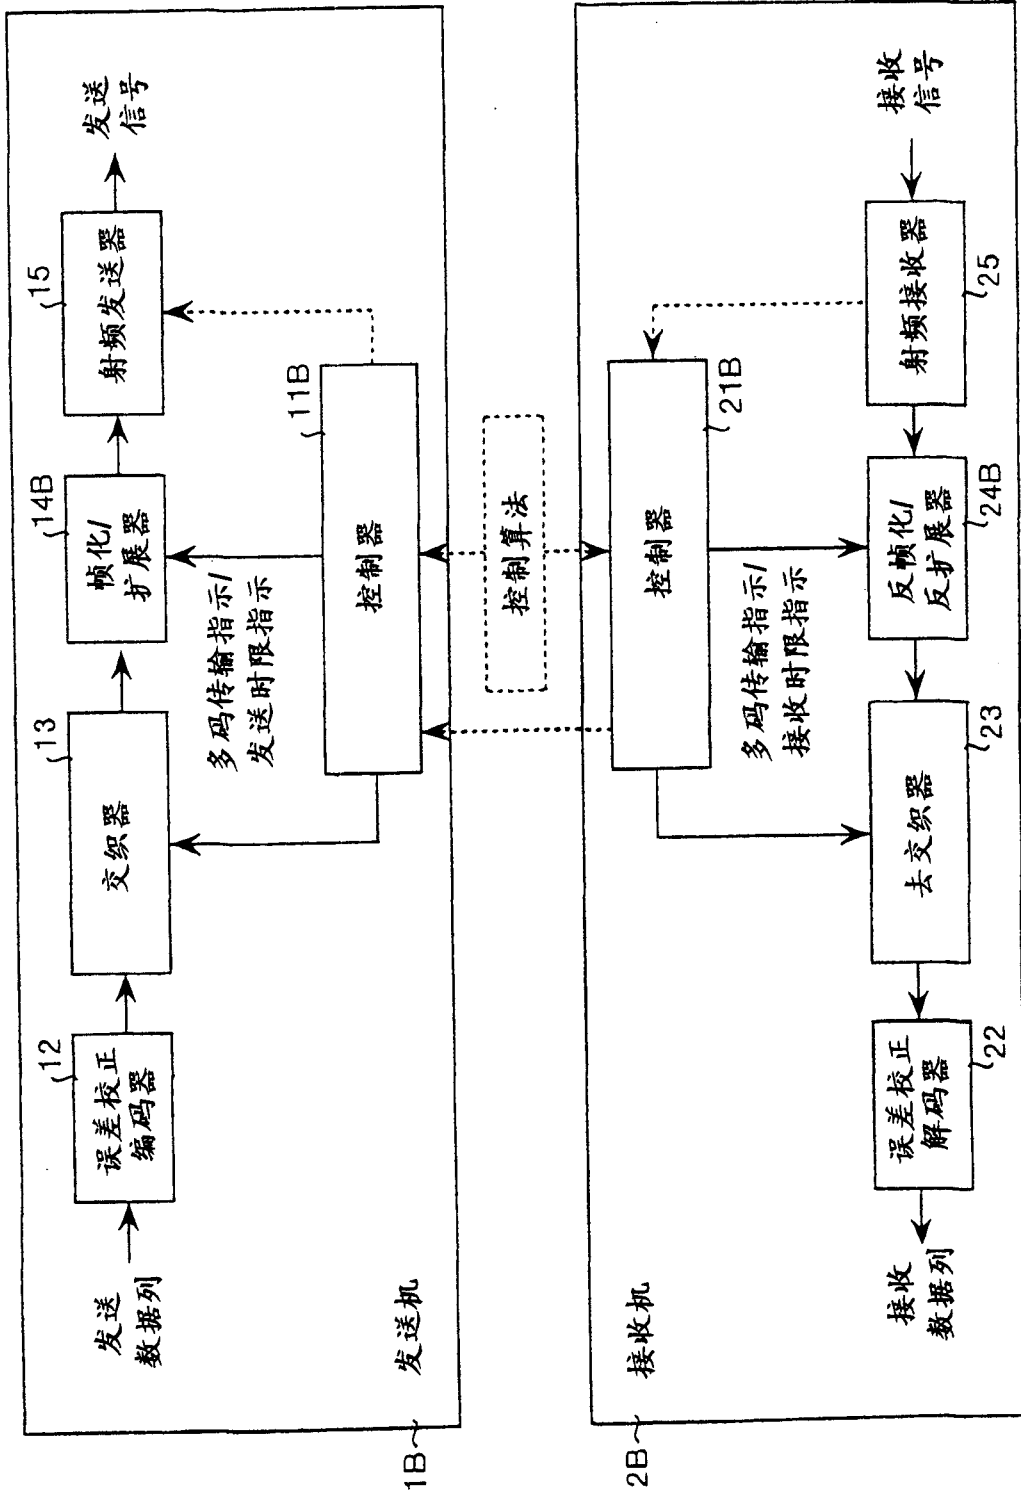 发送
数据列
12
误差校正
编码器
13
交织器
14B
帧化/
扩展器
15
射频发送器
发送
信号
多码传输指示/
发送时限指示
11B
控制器
发送机
1B
控制算法
接收机
2B
控制器
21B
多码传输指示/
接收时限指示
接收
信号
射频接收器
25
反帧化/
反扩展器
24B
去交织器
23
误差校正
解码器
22
接收
数据列